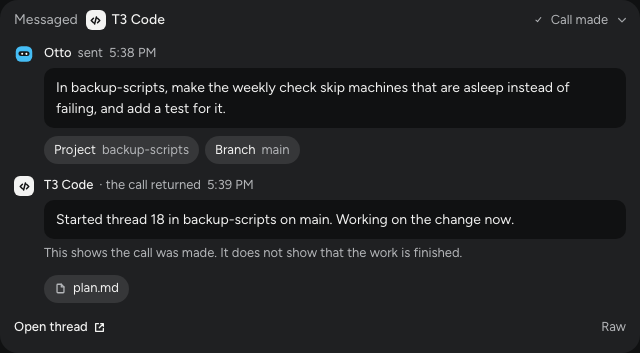 Messaged T3 Code Call made
Otto sent 5:38 PM
In backup-scripts, make the weekly check skip machines that are asleep instead of
failing, and add a test for it.
Project backup-scripts Branch main
T3 Code · the call returned 5:39 PM
Started thread 18 in backup-scripts on main. Working on the change now.
This shows the call was made. It does not show that the work is finished.
plan.md
Open thread Raw